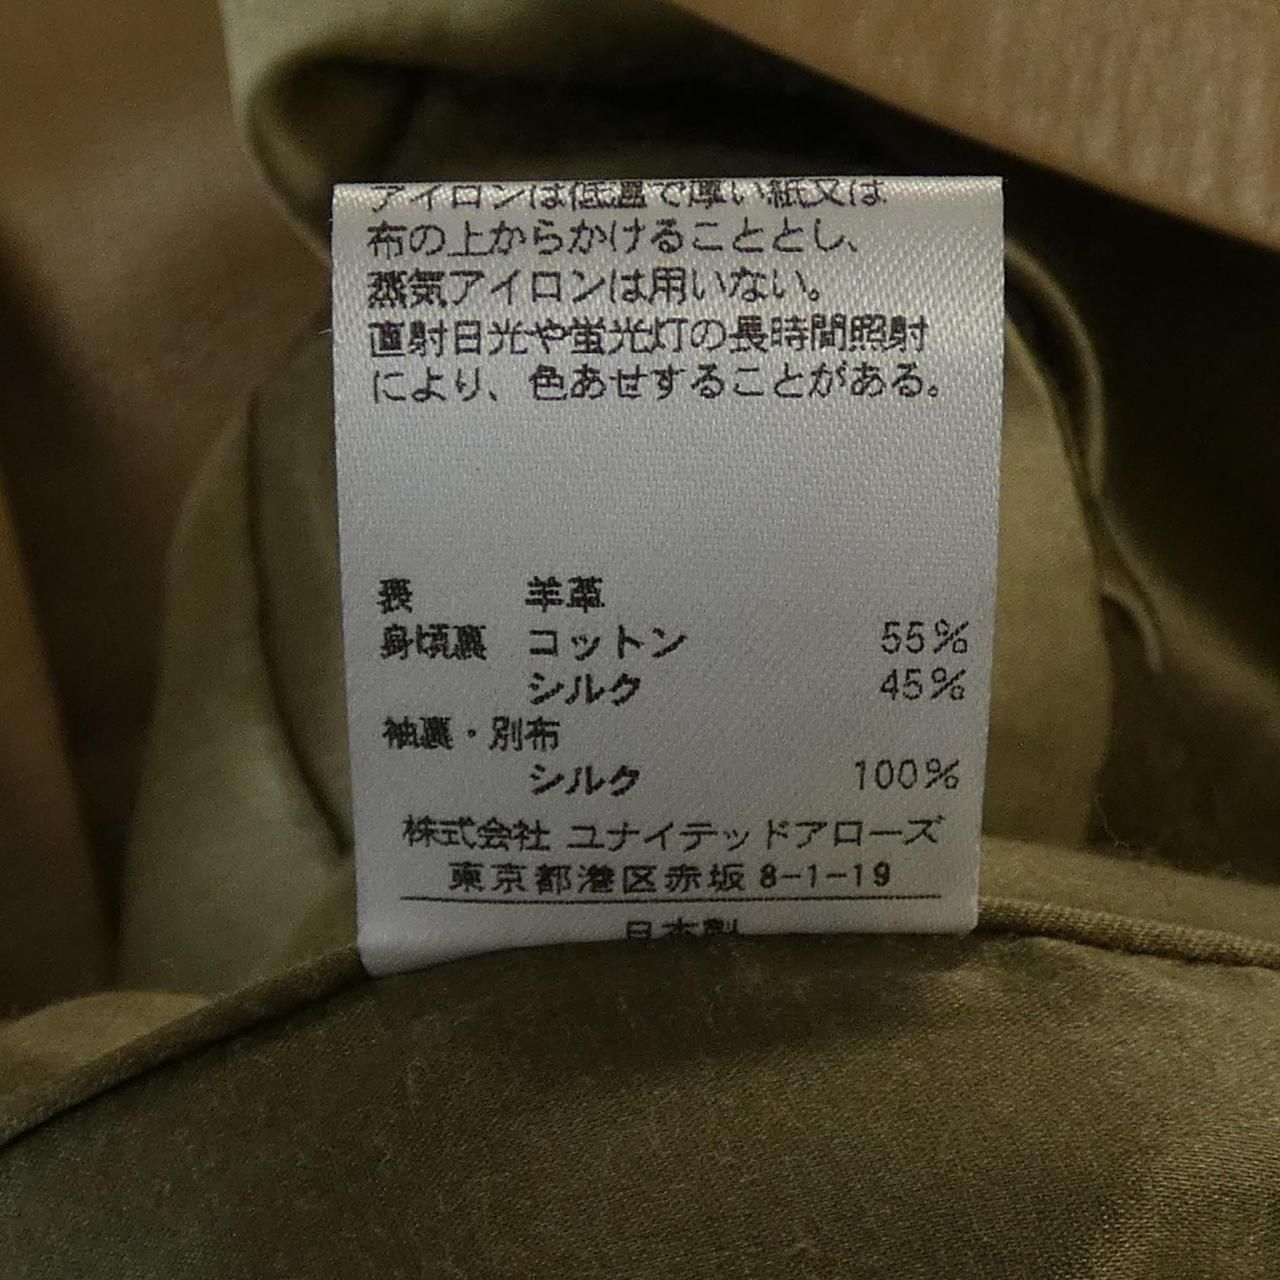 アイロンは低温で厚い紙又は
布の上からかけることとし、
蒸気アイロンは用いない。
直射日光や蛍光灯の長時間照射
により、色あせすることがある。
表 羊革
身頃裏 コットン 55%
シルク 45%
袖裏・別布
シルク 100%
株式会社 ユナイテッドアローズ
東京都港区赤坂8-1-19
日本製